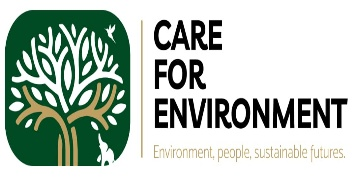 CARE
FOR
ENVIRONMENT
Environment, people, sustainable futures.